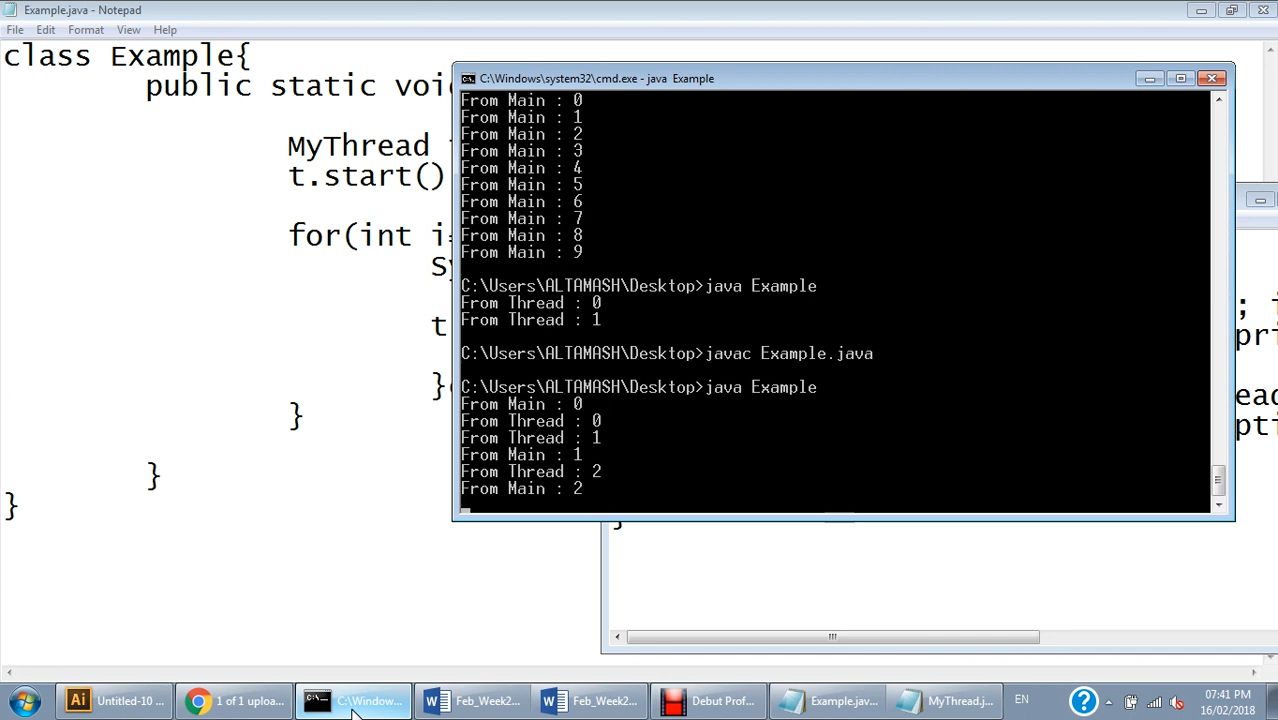 Example.java - Notepad
File Edit Format View Help
class Example{
public static voi
MyThread
t.start()
for(int i=
Sy
t
}
}
}
}
C:\Windows\system32\cmd.exe - java  Example
From Main : 0
From Main : 1
From Main : 2
From Main : 3
From Main : 4
From Main : 5
From Main : 6
From Main : 7
From Main : 8
From Main : 9
C:\Users\ALTAMASH\Desktop>java Example
From Thread : 0
From Thread : 1
C:\Users\ALTAMASH\Desktop>javac Example.java
C:\Users\ALTAMASH\Desktop>java Example
From Main : 0
From Thread : 0
From Thread : 1
From Main : 1
From Thread : 2
From Main : 2
; i
pri
ead
pti
}
Untitled-10 ...
1 of 1 uploa...
C:\Window...
Feb_Week2...
Feb_Week2...
Debut Prof...
Example.jav...
MyThread.j...
EN
07:41 PM
16/02/2018